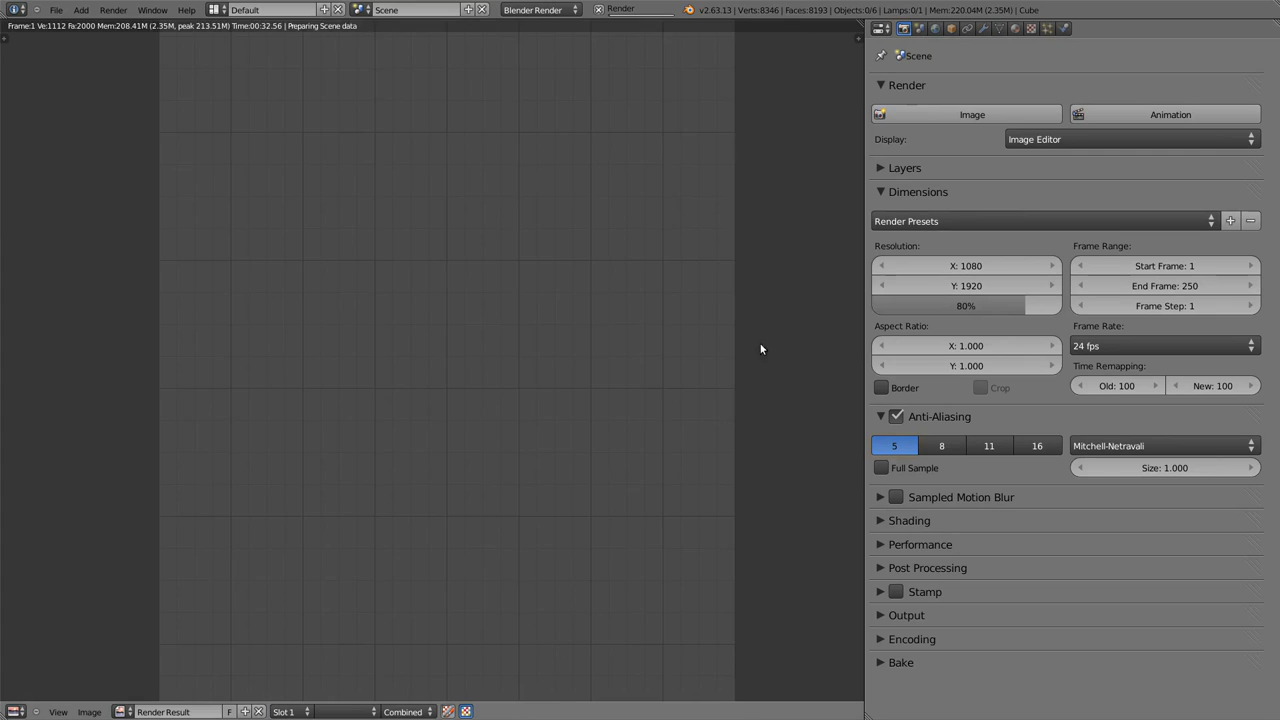 File Add Render Window Help Default Scene Blender Render Render v2.63.13 | Verts:8346 | Faces:8193 | Objects:0/6 | Lamps:0/1 | Mem:220.04M (2.35M) | Cube
Frame:1 Ve:1112 Fa:2000 Mem:208.41M (2.35M, peak 213.51M) Time:00:32.56 | Preparing Scene data
Scene
Render
Image Animation
Display: Image Editor
Layers
Dimensions
Render Presets
Resolution: Frame Range:
X: 1080 Start Frame: 1
Y: 1920 End Frame: 250
80% Frame Step: 1
Aspect Ratio: Frame Rate:
X: 1.000 24 fps
Y: 1.000 Time Remapping:
Border Crop Old: 100 New: 100
Anti-Aliasing
5 8 11 16 Mitchell-Netravali
Full Sample Size: 1.000
Sampled Motion Blur
Shading
Performance
Post Processing
Stamp
Output
Encoding
Bake
View Image Render Result F Slot 1 Combined